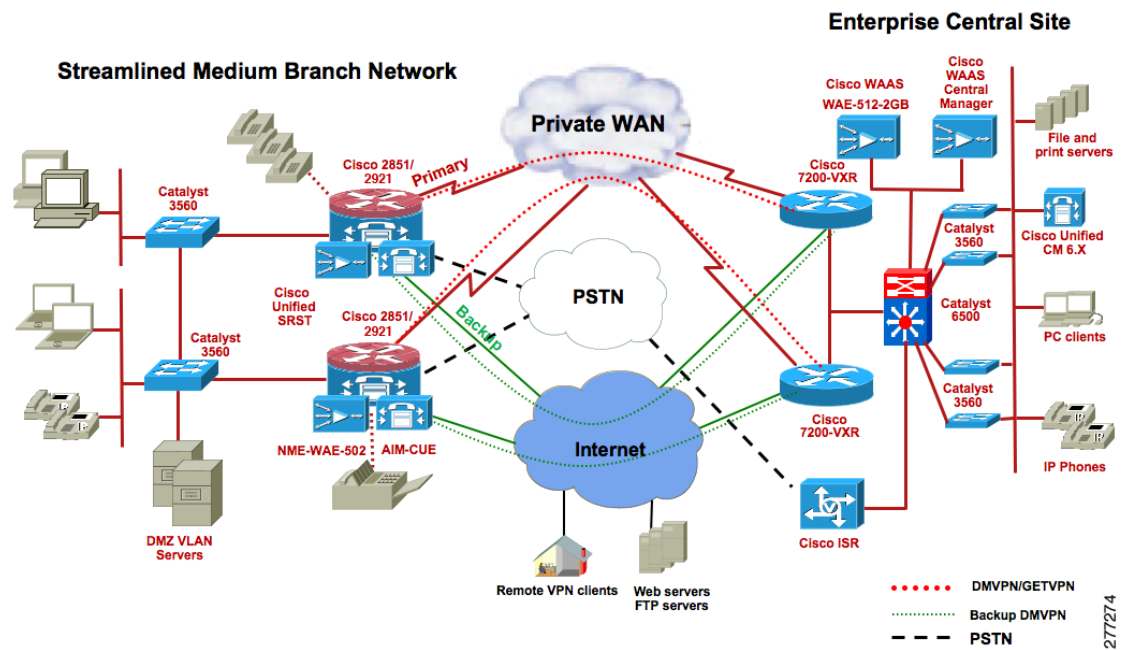 Enterprise Central Site
Streamlined Medium Branch Network
Cisco WAAS
WAE-512-2GB
Cisco
WAAS
Central
Manager
File and
print servers
Private WAN
Cisco 2851/
2921
Primary
Cisco
7200-VXR
Catalyst
3560
Catalyst
3560
Cisco Unified
CM 6.X
Cisco
Unified
SRST
PSTN
Backup
Cisco 2851/
2921
Catalyst
6500
PC clients
Catalyst
3560
Catalyst
3560
Cisco
7200-VXR
NME-WAE-502
AIM-CUE
Internet
IP
IP
IP
IP
IP Phones
V
Cisco ISR
DMZ VLAN
Servers
Remote VPN clients
Web servers
FTP servers
DMVPN/GETVPN
Backup DMVPN
PSTN
277274